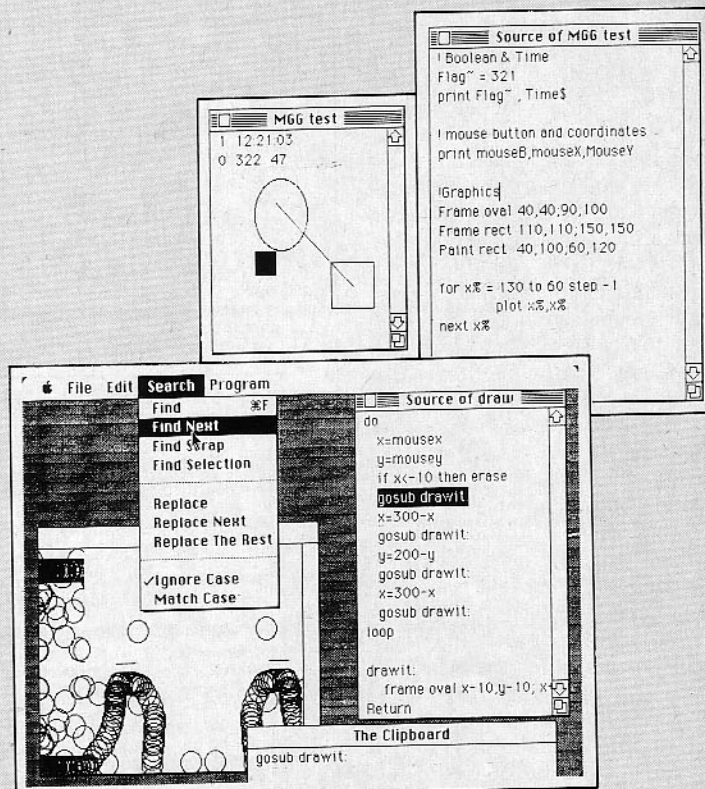 Source of MGG test
! Boolean & Time
Flag~ = 321
print Flag~ , Time$
! mouse button and coordinates
print mouseB,mouseX,MouseY
!Graphics
Frame oval 40,40;90,100
Frame rect 110,110;150,150
Paint rect 40,100,60,120
for x% = 130 to 60 step -1
plot x%,x%
next x%
MGG test
1 12:21:03
0 322 47
File Edit Search Program
Find ⌘F
Find Next
Find Scrap
Find Selection
Replace
Replace Next
Replace The Rest
✓Ignore Case
Match Case
Source of draw
do
x=mousex
y=mousey
if x<-10 then erase
gosub drawit:
x=300-x
gosub drawit:
y=200-y
gosub drawit:
x=300-x
gosub drawit:
loop
drawit:
frame oval x-10,y-10; x+
Return
The Clipboard
gosub drawit: